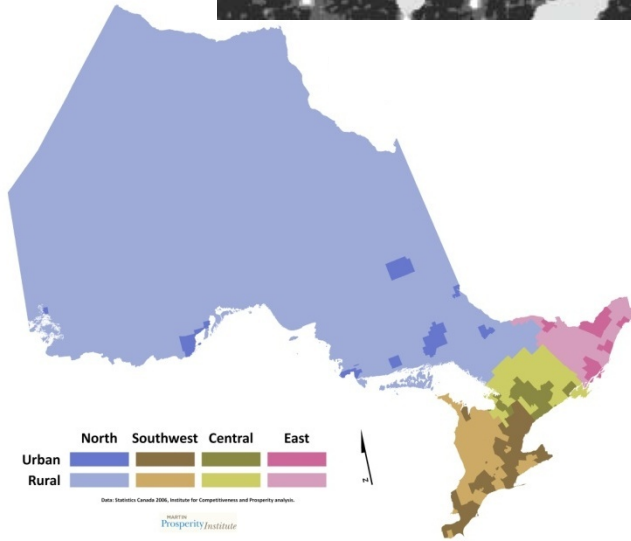 North Southwest Central East
Urban
Rural
N
Data: Statistics Canada 2006, Institute for Competitiveness and Prosperity analysis.
MARTIN
Prosperity Institute